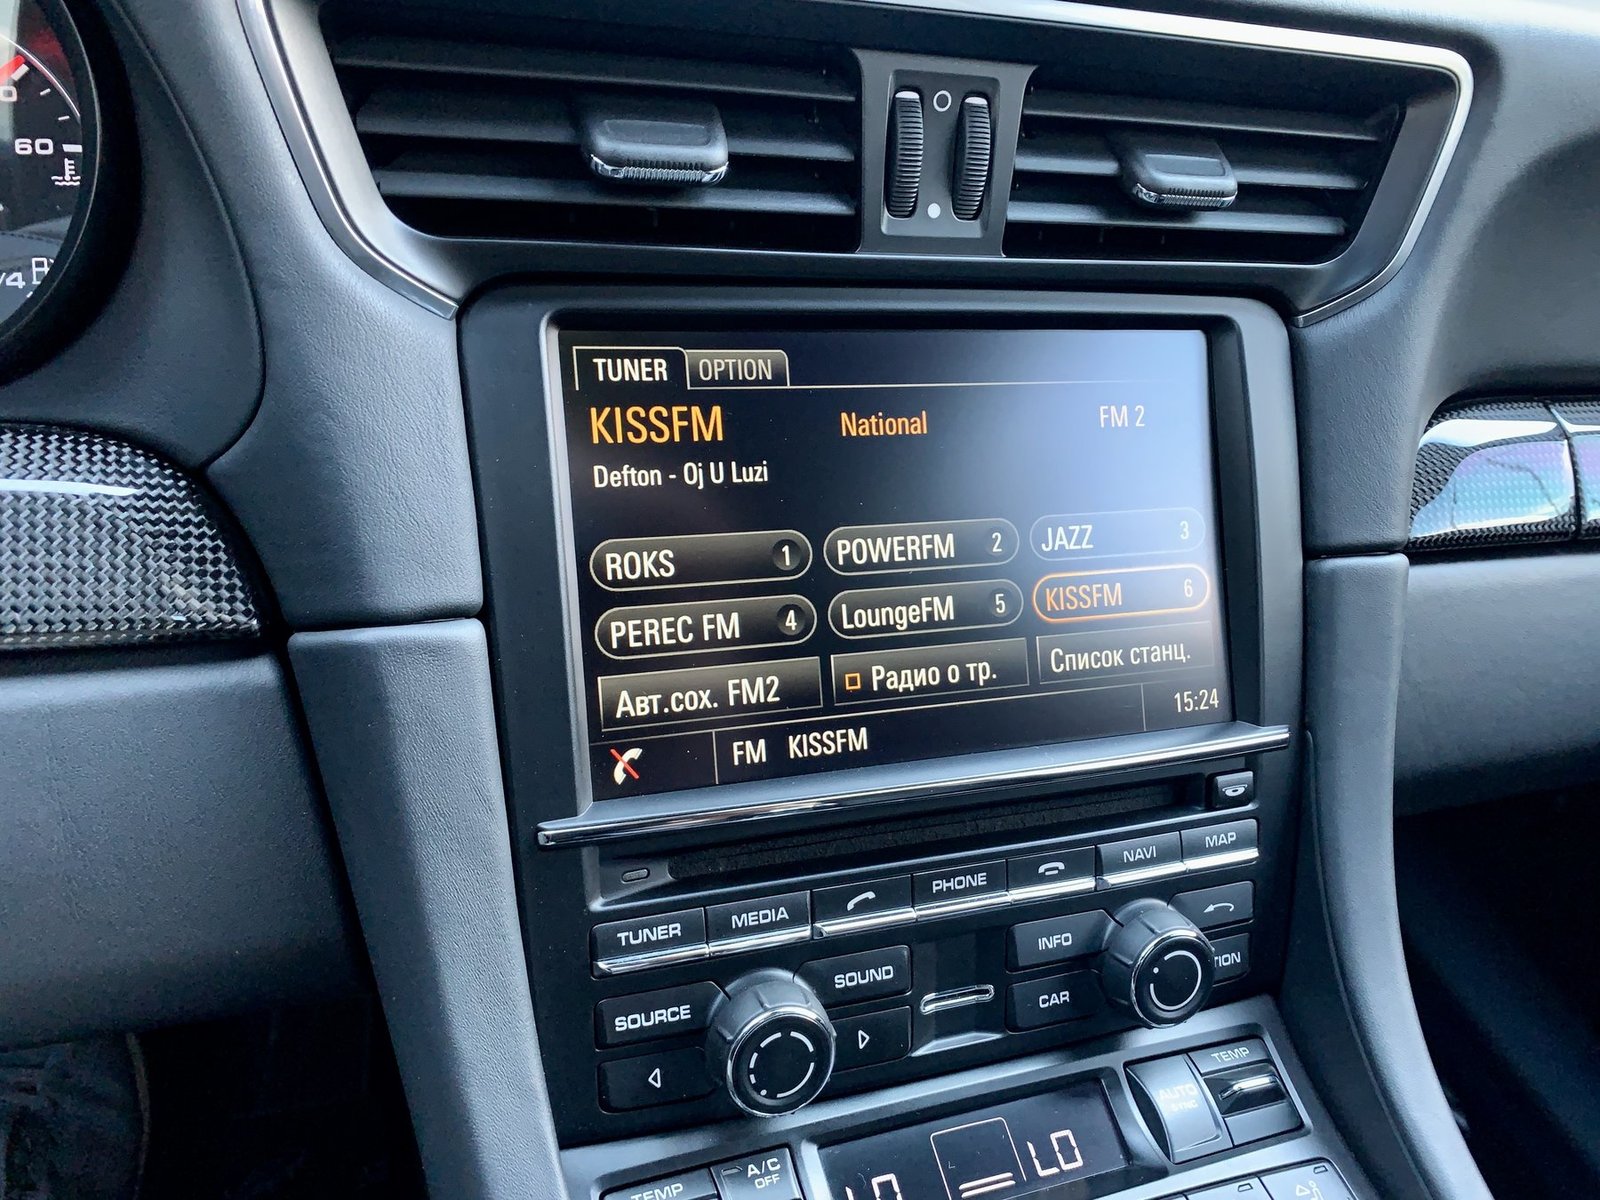 60
TUNER OPTION
KISSFM National FM 2
Defton - Oj U Luzi
ROKS 1 POWERFM 2 JAZZ 3
PEREC FM 4 LoungeFM 5 KISSFM 6
Авт.сох. FM2 Радио о тр. Список станц.
FM KISSFM 15:24
TUNER MEDIA PHONE NAVI MAP
SOURCE SOUND INFO
CAR
TEMP
AUTO
SYNC
LO LO
TEMP A/C
OFF